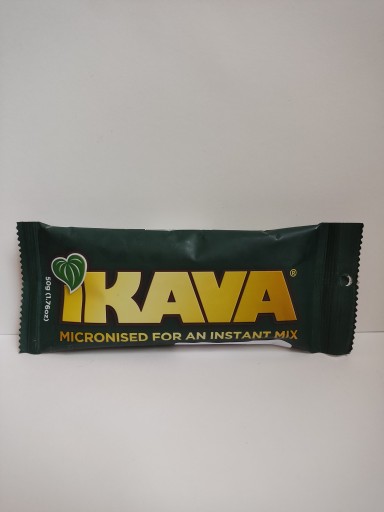 iKAVA®
MICRONISED FOR AN INSTANT MIX
50g (1.76oz)